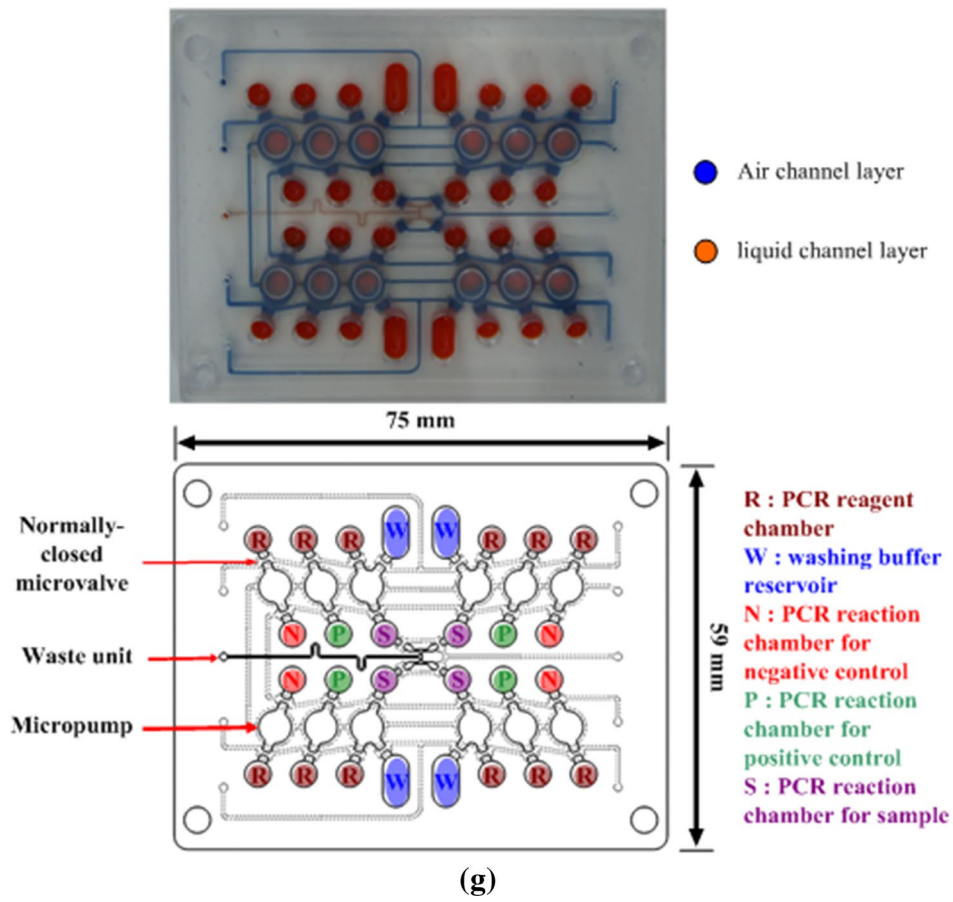 Air channel layer
liquid channel layer
75 mm
Normally-
closed
microvalve
Waste unit
Micropump
R R R W W R R R
N P S S P N
N P S S P N
R R R W W R R R
59 mm
R : PCR reagent
chamber
W : washing buffer
reservoir
N : PCR reaction
chamber for
negative control
P : PCR reaction
chamber for
positive control
S : PCR reaction
chamber for sample
(g)